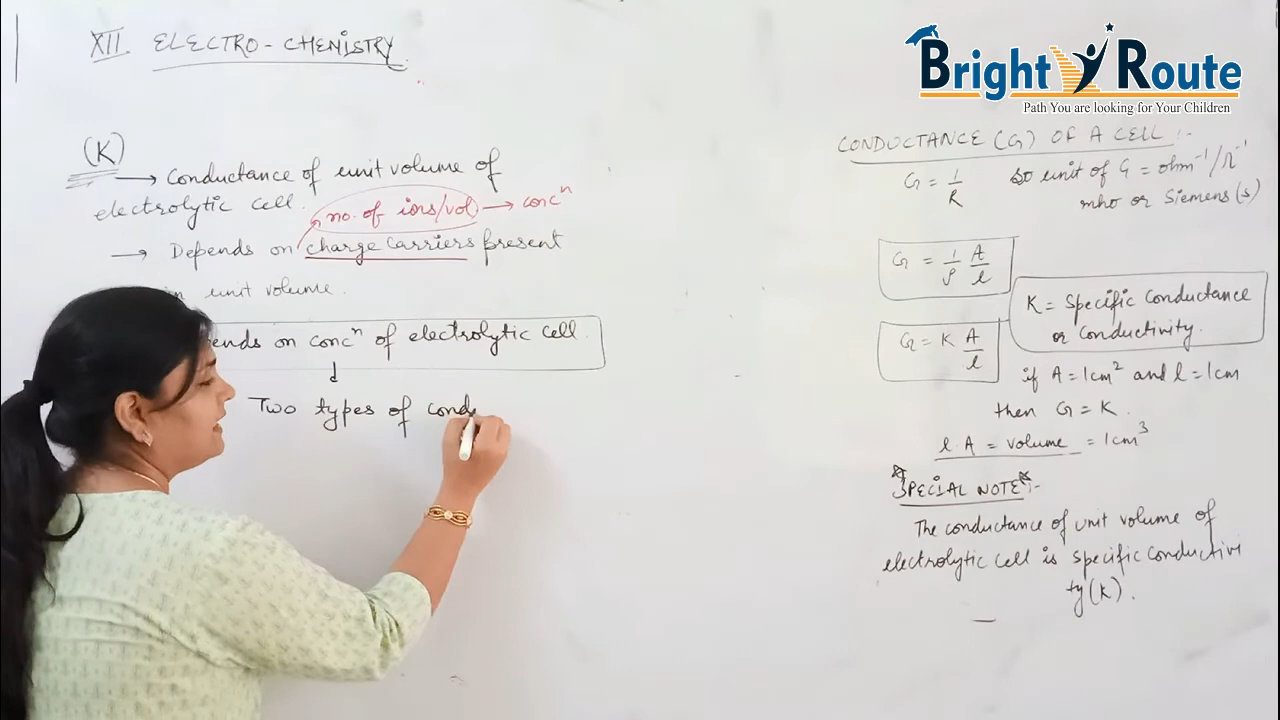 XII. ELECTRO-CHEMISTRY
(K)
→ Conductance of unit volume of
electrolytic cell.
no. of ions/vol → concⁿ
→ Depends on charge carriers present
in unit volume.
ends on concⁿ of electrolytic cell.
Two types of cond
Bright Route
Path You are looking for Your Children
CONDUCTANCE (G) OF A CELL :-
G = 1/R
unit of G = ohm⁻¹/Ω⁻¹
mho or Siemens (s)
G = 1/ρ A/l
K = Specific Conductance
or Conductivity.
G = K A/l
if A = 1cm² and l = 1cm
then G = K.
l.A = volume = 1cm³
SPECIAL NOTE :-
The conductance of unit volume of
electrolytic cell is specific conductivi
ty (K).